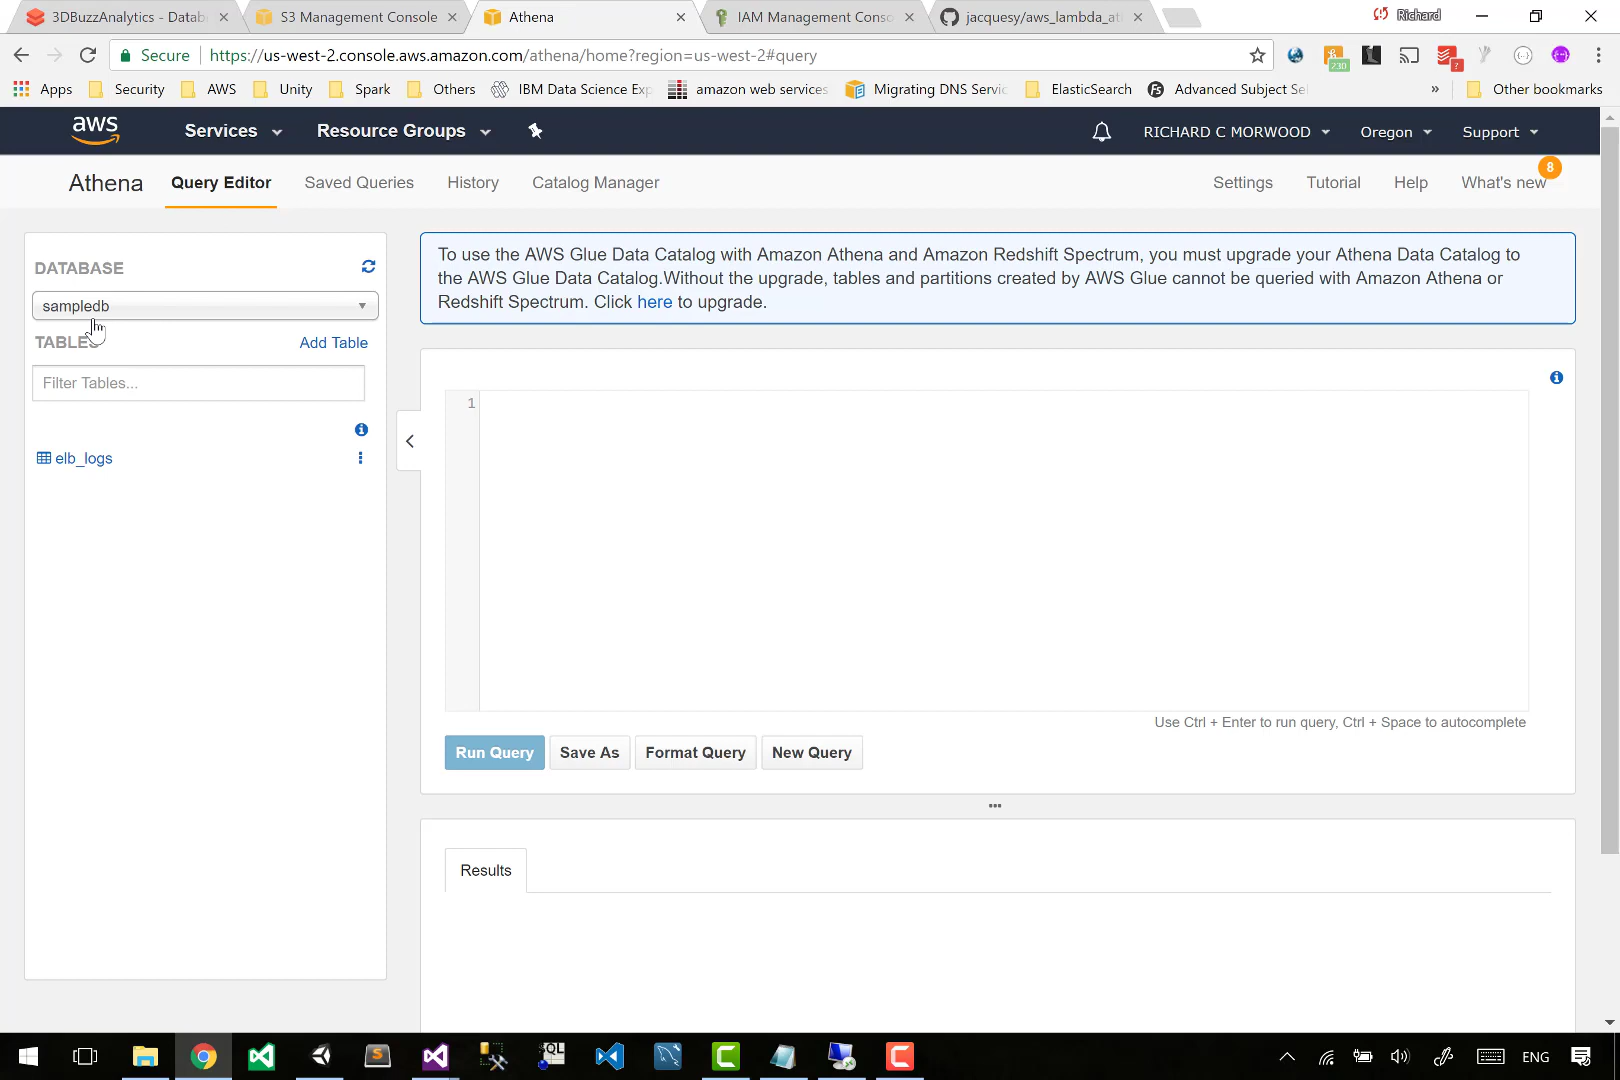 3DBuzzAnalytics - Datab
S3 Management Console
Athena
IAM Management Conso
jacquesy/aws_lambda_at
Richard
Secure
https://us-west-2.console.aws.amazon.com/athena/home?region=us-west-2#query
230
?
Apps
Security
AWS
Unity
Spark
Others
IBM Data Science Exp
amazon web services
Migrating DNS Servic
ElasticSearch
Fs
Advanced Subject Se
»
Other bookmarks
aws
Services
Resource Groups
RICHARD C MORWOOD
Oregon
Support
Athena
Query Editor
Saved Queries
History
Catalog Manager
Settings
Tutorial
Help
What's new
8
DATABASE
sampledb
TABLES
Add Table
Filter Tables...
elb_logs
To use the AWS Glue Data Catalog with Amazon Athena and Amazon Redshift Spectrum, you must upgrade your Athena Data Catalog to
the AWS Glue Data Catalog.Without the upgrade, tables and partitions created by AWS Glue cannot be queried with Amazon Athena or
Redshift Spectrum. Click here to upgrade.
1
Use Ctrl + Enter to run query, Ctrl + Space to autocomplete
Run Query
Save As
Format Query
New Query
Results
ENG